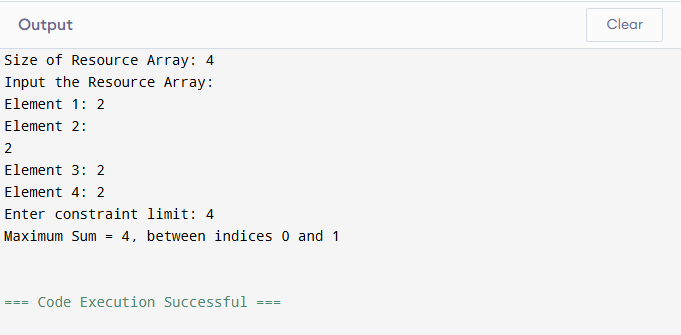 Output
Clear
Size of Resource Array: 4
Input the Resource Array:
Element 1: 2
Element 2:
2
Element 3: 2
Element 4: 2
Enter constraint limit: 4
Maximum Sum = 4, between indices 0 and 1
=== Code Execution Successful ===